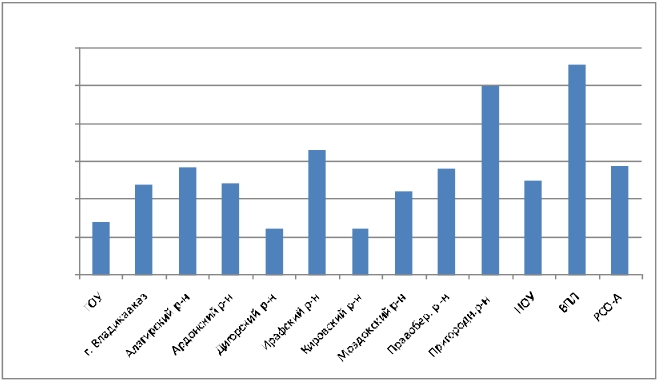 ГОУ
г. Владикавказ
Алагирский р-н
Ардонский р-н
Дигорский р-н
Ирафский р-н
Кировский р-н
Моздокский р-н
Правобер. р-н
Пригородн.р-н
НОУ
ВПЛ
РСО-А